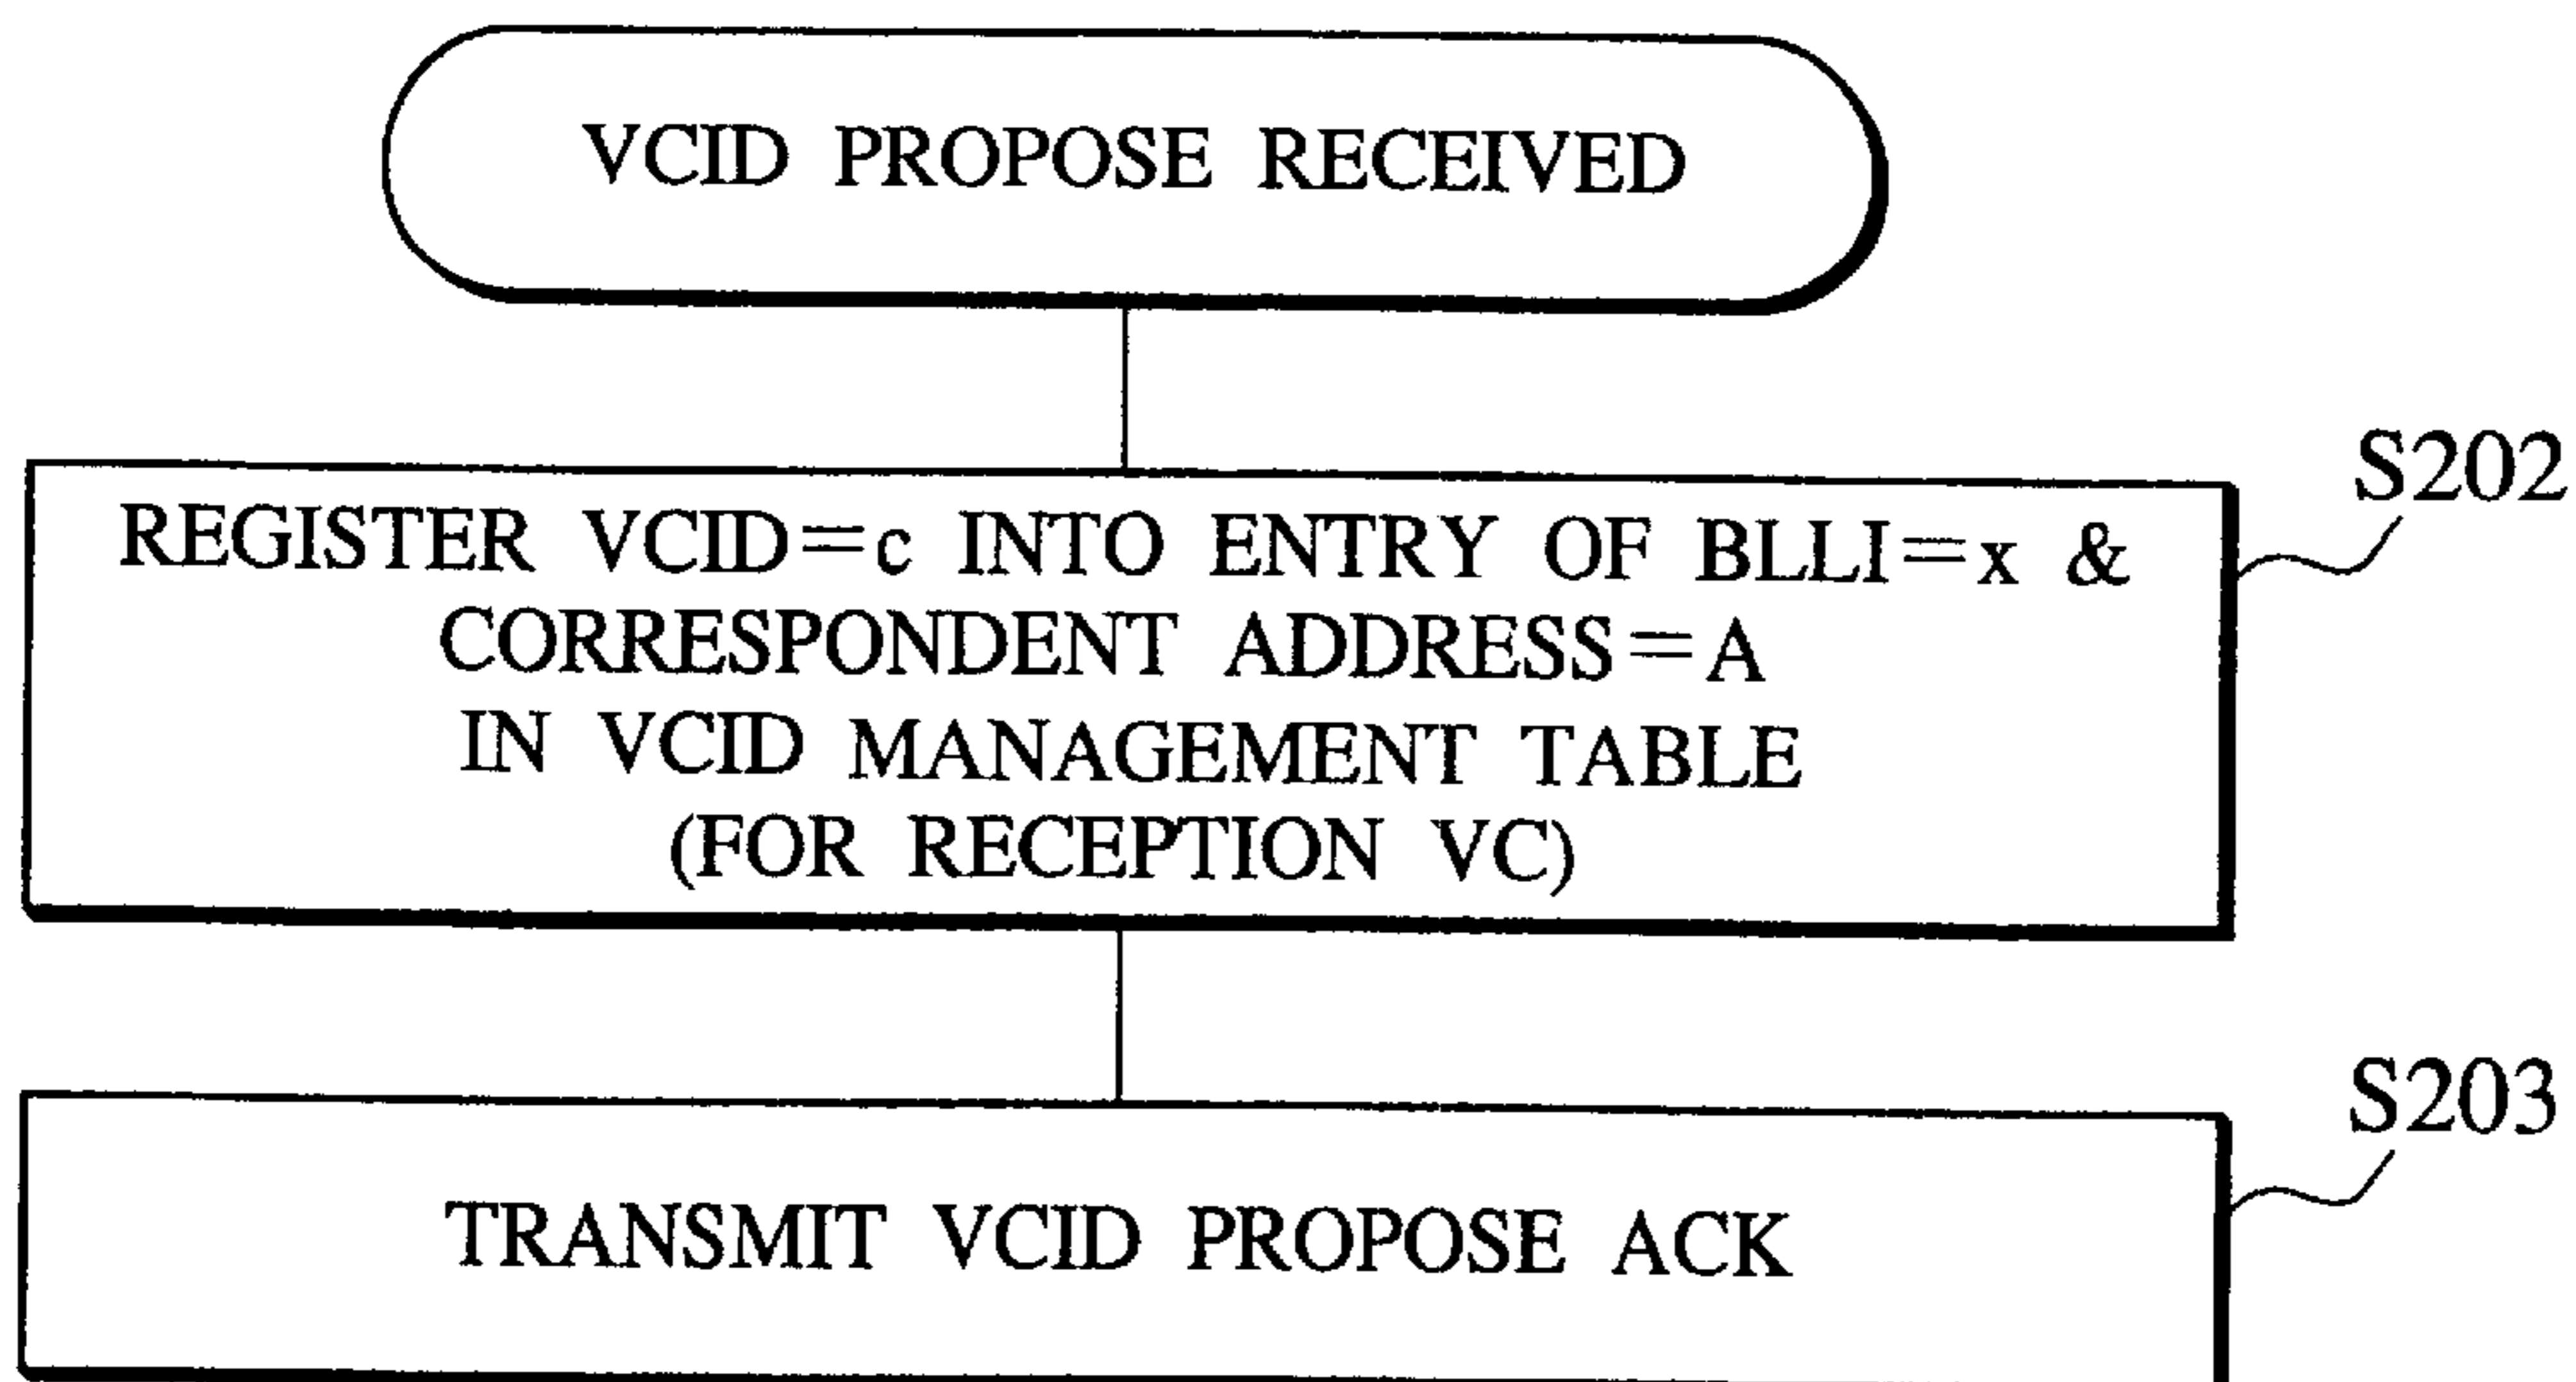 VCID PROPOSE RECEIVED
S202
REGISTER VCID=c INTO ENTRY OF BLLI=x &
CORRESPONDENT ADDRESS=A
IN VCID MANAGEMENT TABLE
(FOR RECEPTION VC)
S203
TRANSMIT VCID PROPOSE ACK